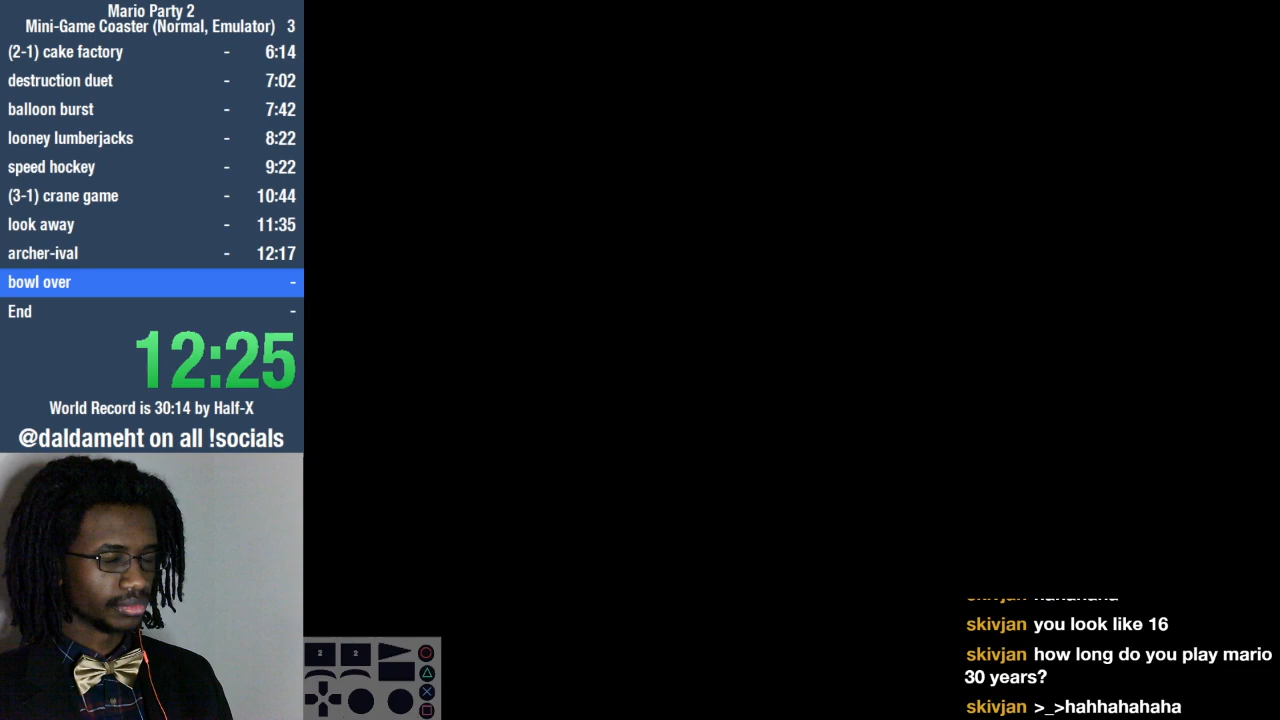 Mario Party 2
Mini-Game Coaster (Normal, Emulator) 3
(2-1) cake factory - 6:14
destruction duet - 7:02
balloon burst - 7:42
looney lumberjacks - 8:22
speed hockey - 9:22
(3-1) crane game - 10:44
look away - 11:35
archer-ival - 12:17
bowl over -
End -
12:25
World Record is 30:14 by Half-X
@daldameht on all !socials
2 2
skivjan you look like 16
skivjan how long do you play mario
30 years?
skivjan >_>hahhahahaha